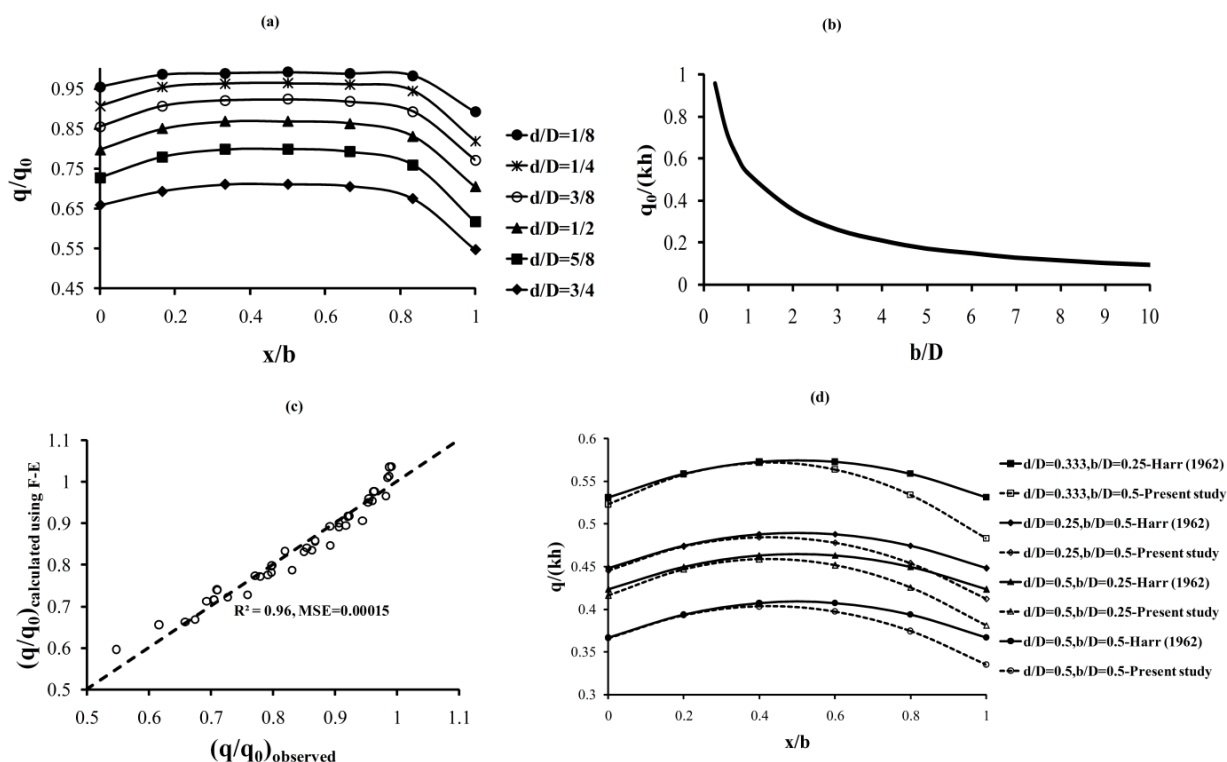 (a)
0.95
0.85
0.75
0.65
0.55
0.45
q/q0
0 0.2 0.4 0.6 0.8 1
x/b
d/D=1/8
d/D=1/4
d/D=3/8
d/D=1/2
d/D=5/8
d/D=3/4
(b)
1
0.8
0.6
0.4
0.2
0
q0/(kh)
0 1 2 3 4 5 6 7 8 9 10
b/D
(c)
1.1
1
0.9
0.8
0.7
0.6
0.5
(q/q0)calculated using F-E
R² = 0.96, MSE=0.00015
0.5 0.6 0.7 0.8 0.9 1 1.1
(q/q0)observed
(d)
0.6
0.55
0.5
0.45
0.4
0.35
0.3
q/(kh)
0 0.2 0.4 0.6 0.8 1
x/b
d/D=0.333,b/D=0.25-Harr (1962)
d/D=0.333,b/D=0.5-Present study
d/D=0.25,b/D=0.5-Harr (1962)
d/D=0.25,b/D=0.5-Present study
d/D=0.5,b/D=0.25-Harr (1962)
d/D=0.5,b/D=0.25-Present study
d/D=0.5,b/D=0.5-Harr (1962)
d/D=0.5,b/D=0.5-Present study